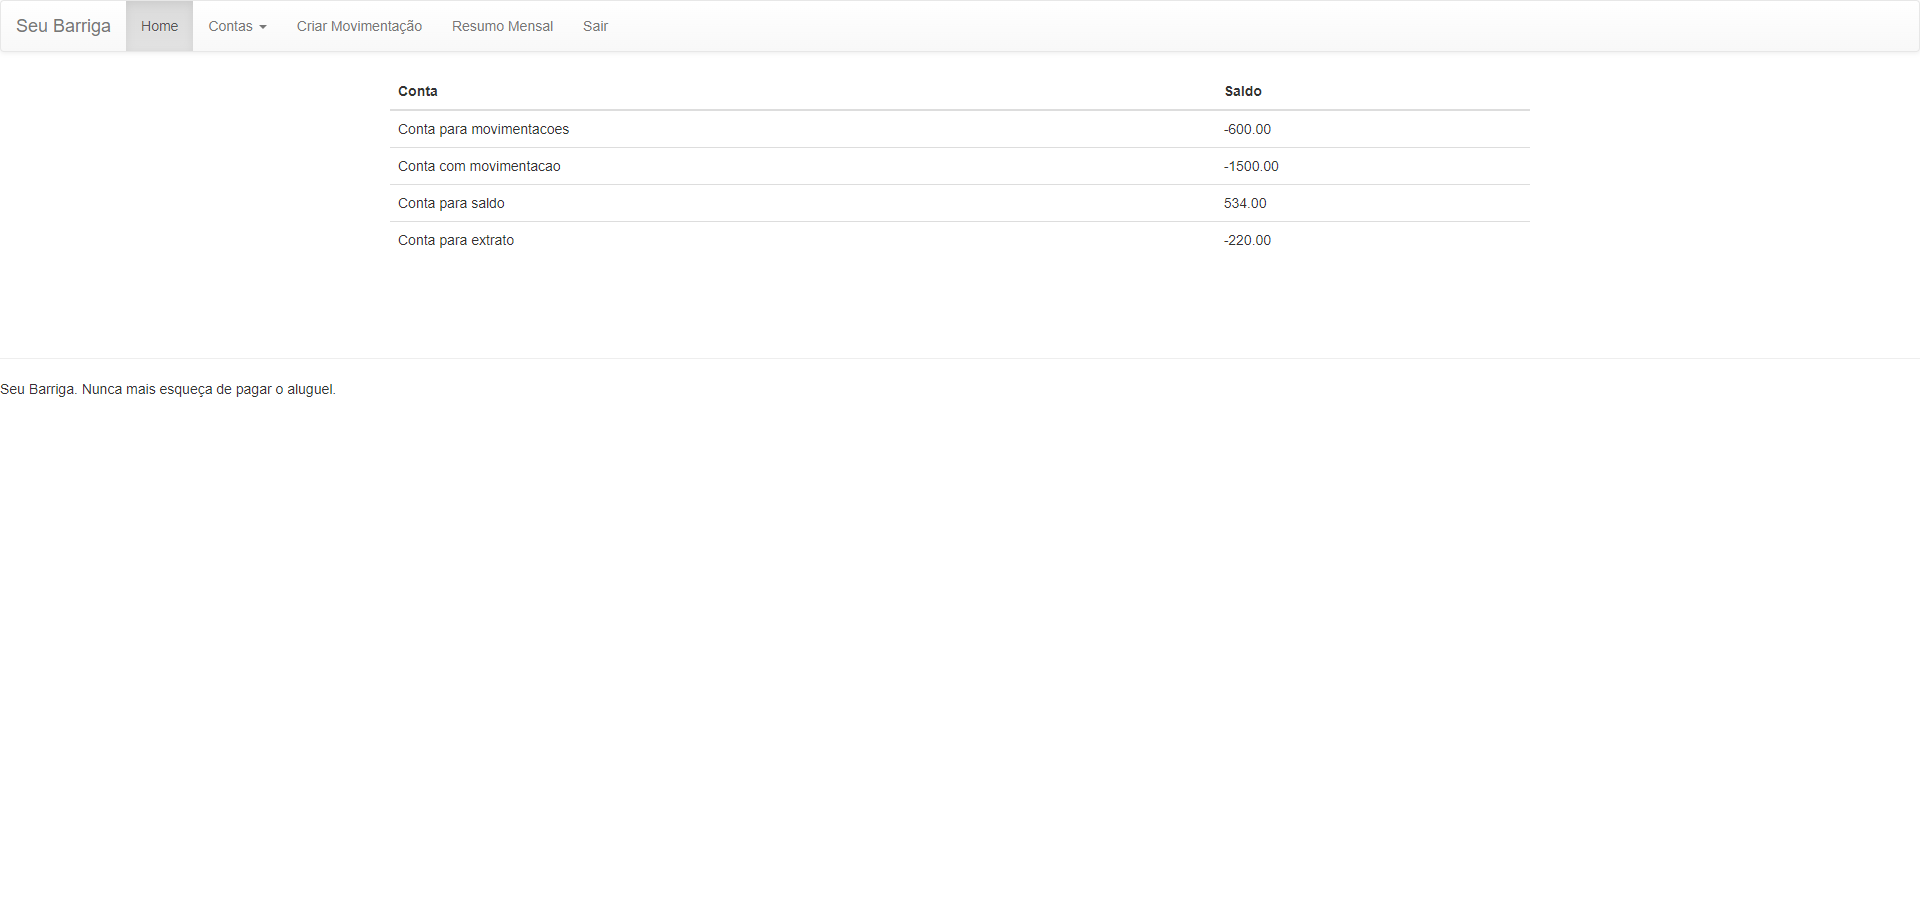 Seu Barriga Home Contas Criar Movimentação Resumo Mensal Sair
Conta Saldo
Conta para movimentacoes -600.00
Conta com movimentacao -1500.00
Conta para saldo 534.00
Conta para extrato -220.00
Seu Barriga. Nunca mais esqueça de pagar o aluguel.